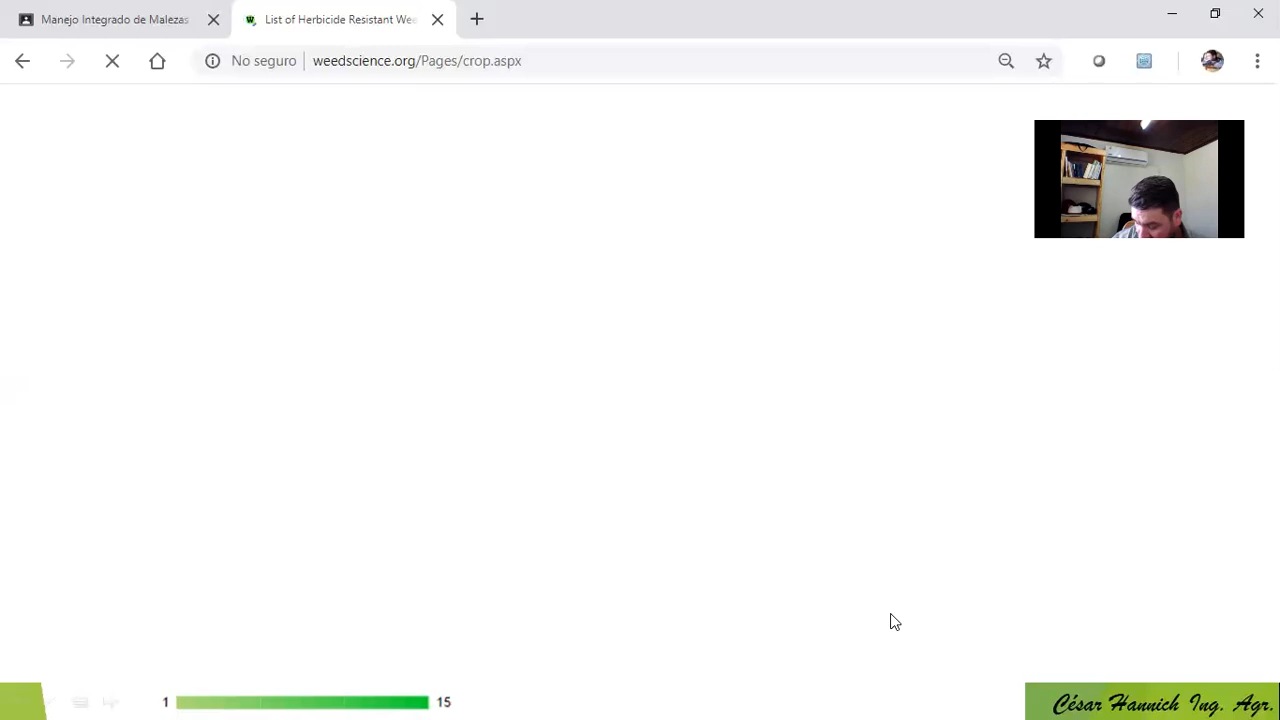 Manejo Integrado de Malezas
List of Herbicide Resistant Wee
No seguro
weedscience.org/Pages/crop.aspx
1
15
César Hannich Ing. Agr.